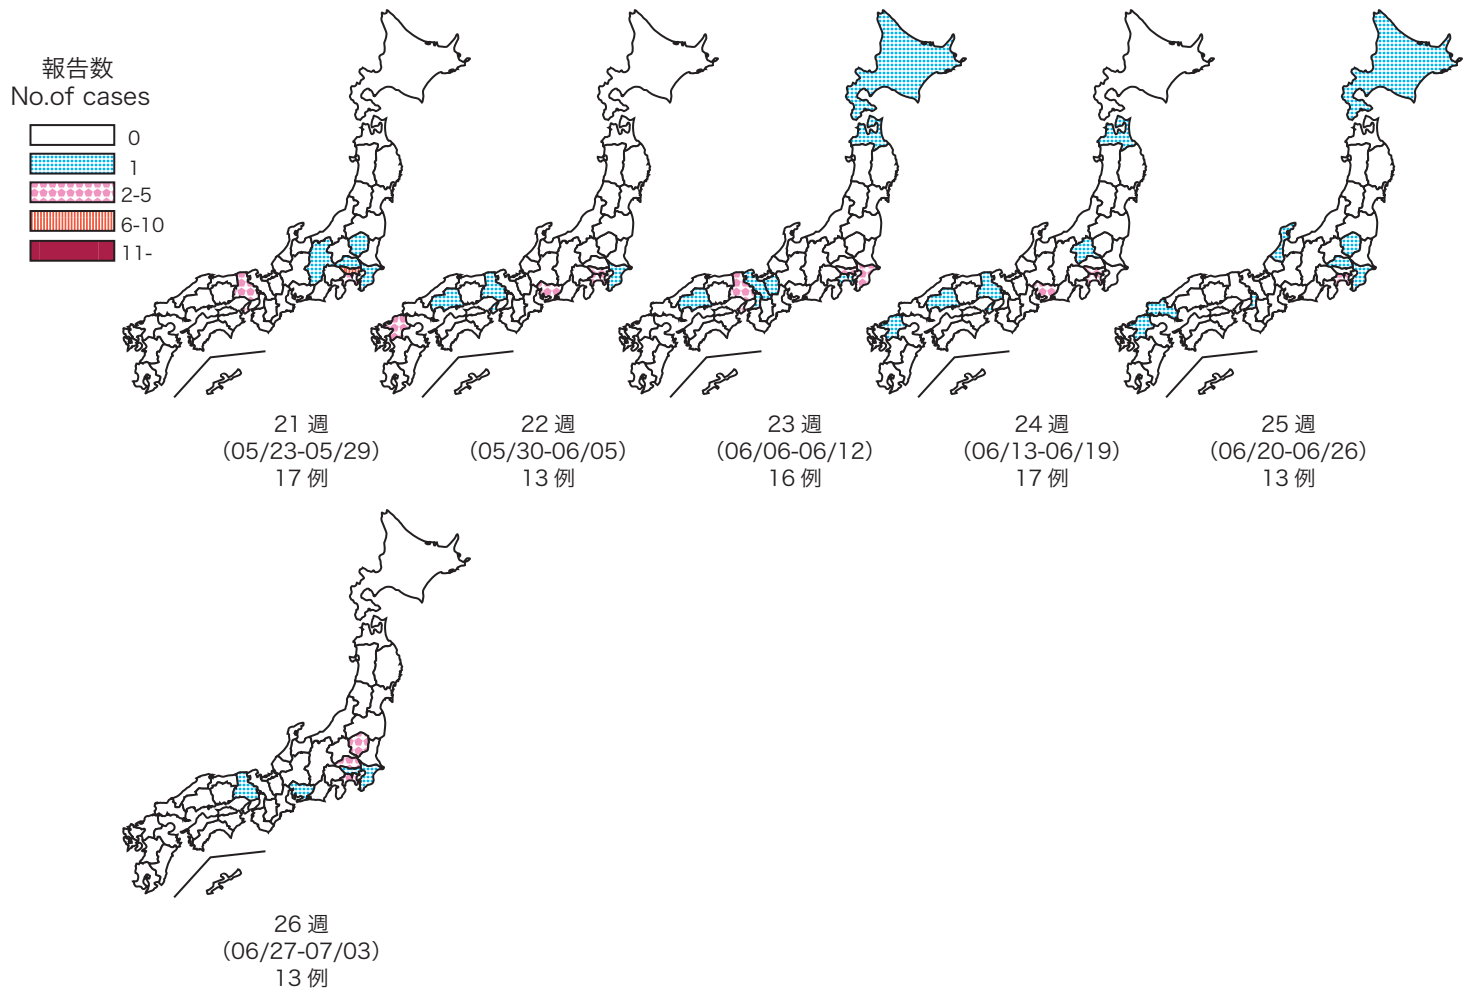 報告数
No.of cases
0
1
2-5
6-10
11-
21 週
(05/23-05/29)
17 例
22 週
(05/30-06/05)
13 例
23 週
(06/06-06/12)
16 例
24 週
(06/13-06/19)
17 例
25 週
(06/20-06/26)
13 例
26 週
(06/27-07/03)
13 例